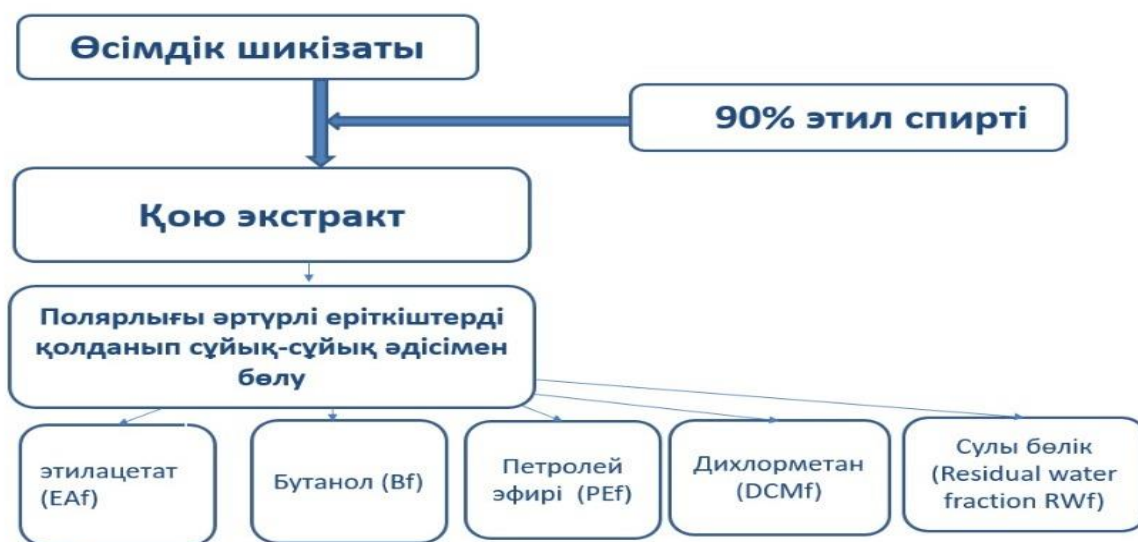 Өсімдік шикізаты
90% этил спирті
Қою экстракт
Полярлығы әртүрлі еріткіштерді
қолданып сұйық-сұйық әдісімен
бөлу
этилацетат
(EAf)
Бутанол (Bf)
Петролей
эфирі (PEf)
Дихлорметан
(DCMf)
Сулы бөлік
(Residual water
fraction RWf)